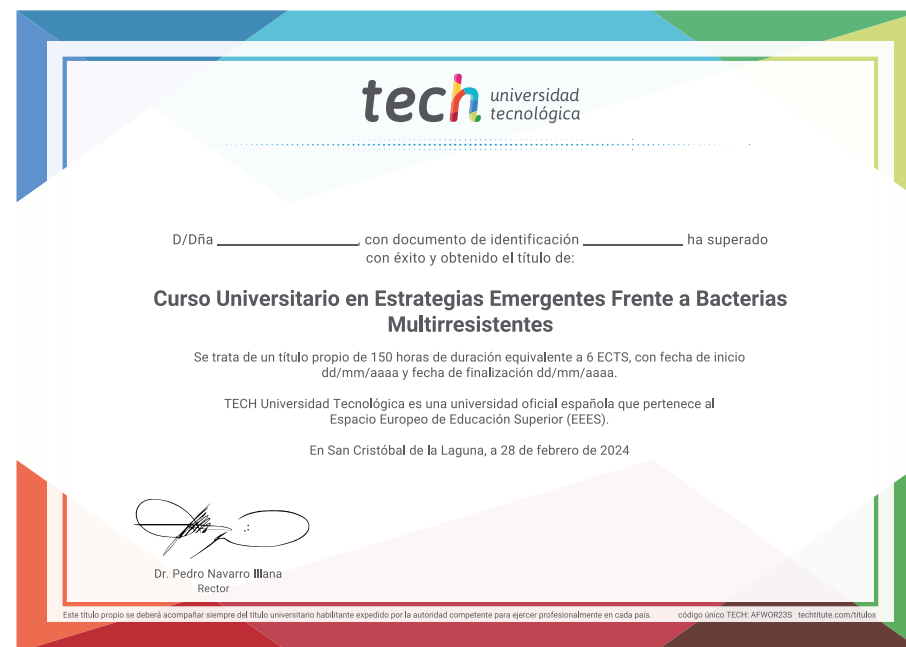 tech universidad
tecnológica
D/Dña ____________________, con documento de identificación ______________ ha superado
con éxito y obtenido el título de:
Curso Universitario en Estrategias Emergentes Frente a Bacterias
Multirresistentes
Se trata de un título propio de 150 horas de duración equivalente a 6 ECTS, con fecha de inicio
dd/mm/aaaa y fecha de finalización dd/mm/aaaa.
TECH Universidad Tecnológica es una universidad oficial española que pertenece al
Espacio Europeo de Educación Superior (EEES).
En San Cristóbal de la Laguna, a 28 de febrero de 2024
Dr. Pedro Navarro Illana
Rector
Este título propio se deberá acompañar siempre del título universitario habilitante expedido por la autoridad competente para ejercer profesionalmente en cada país. código único TECH: AFWOR23S techtitute.com/titulos